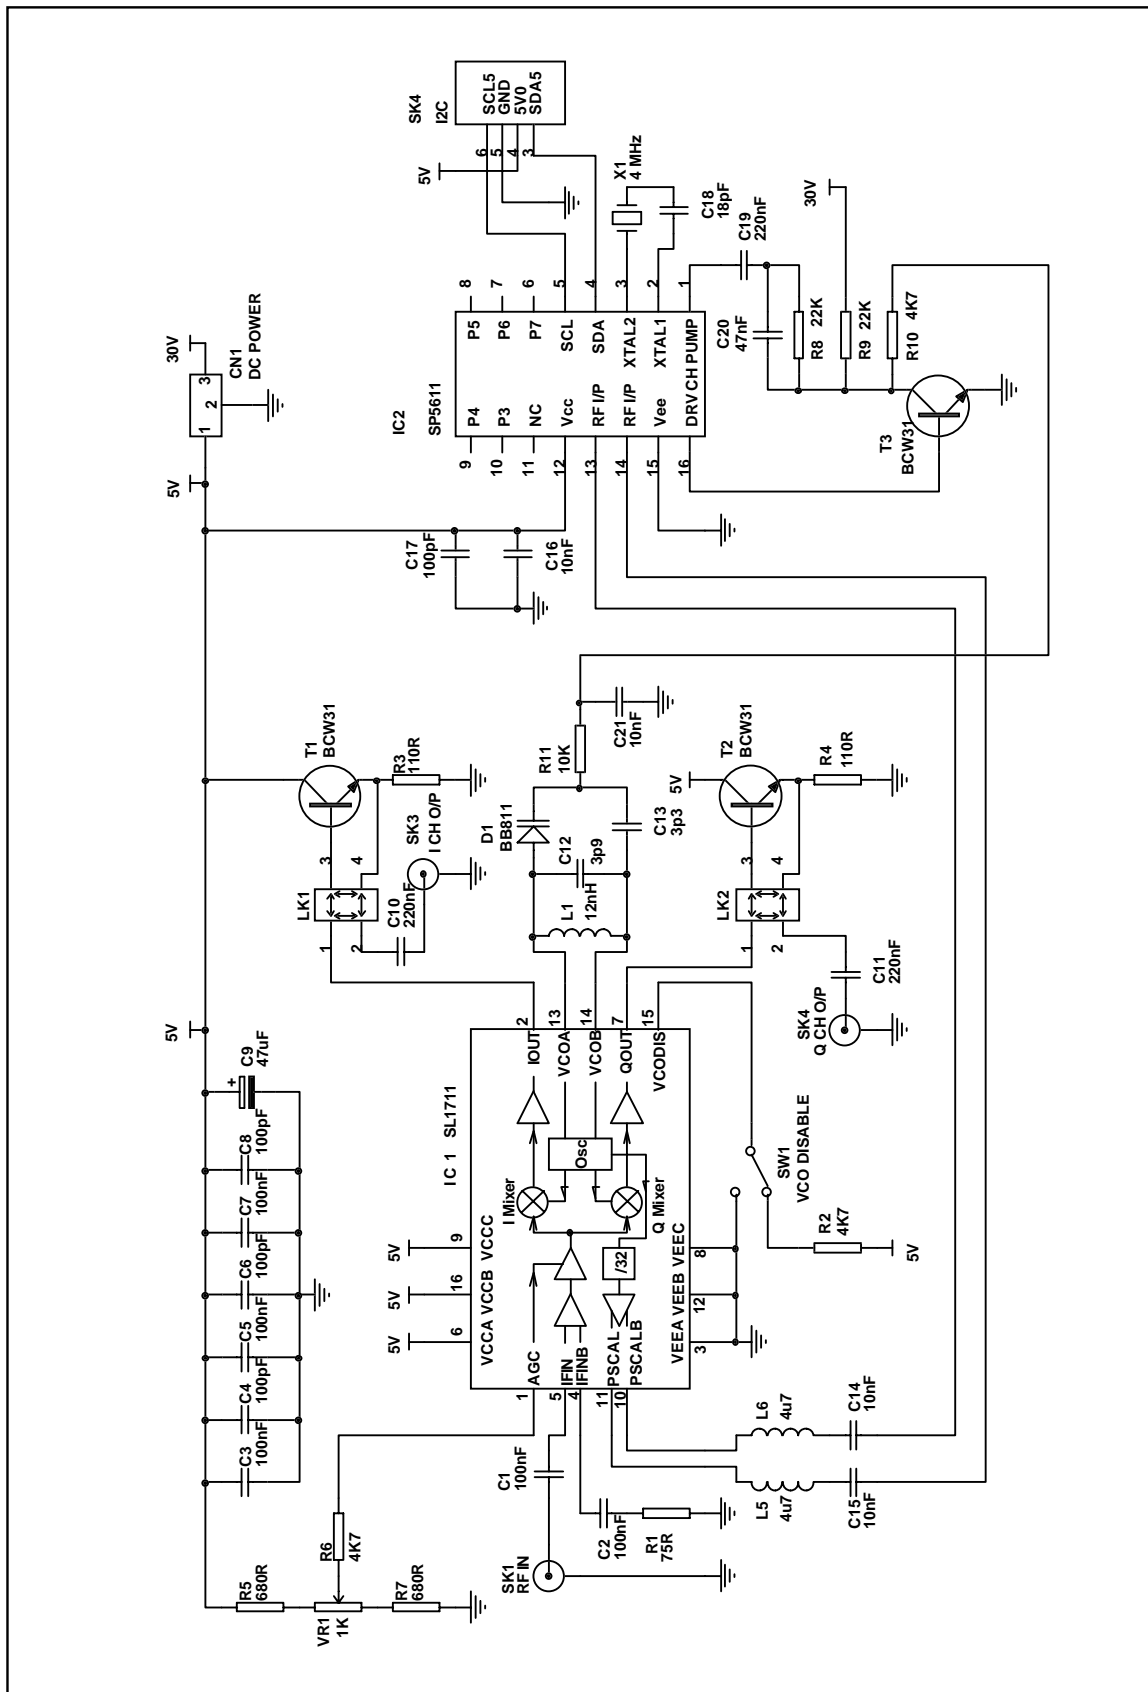 SK4
I2C
SCL5
GND
5V0
SDA5
6
5
4
3
5V
30V
CN1
DC POWER
1
2
3
5V
IC2
SP5611
P5
P6
P7
SCL
SDA
XTAL2
XTAL1
DRV CH PUMP
P4
P3
NC
Vcc
RF I/P
RF I/P
Vee
8
7
6
5
4
3
2
1
9
10
11
12
13
14
15
16
X1
4 MHz
C18
18pF
C19
220nF
C20
47nF
R8
22K
R9
22K
R10
4K7
30V
T3
BCW31
C17
100pF
C16
10nF
T1
BCW31
R3
110R
LK1
1
2
3
4
C10
220nF
SK3
I CH O/P
D1
BB811
C12
3p9
L1
12nH
C13
3p3
R11
10K
C21
10nF
5V
T2
BCW31
R4
110R
LK2
1
2
3
4
C11
220nF
SK4
Q CH O/P
5V
C9
47uF
+
C8
100pF
C7
100nF
C6
100pF
C5
100nF
C4
100pF
C3
100nF
I C 1 SL1711
IOUT
VCOA
VCOB
QOUT
VCODIS
2
13
14
7
15
I Mixer
Q Mixer
Osc
/32
5V
5V
5V
9
16
6
VCCC
VCCB
VCCA
AGC
IFIN
IFINB
PSCAL
PSCALB
1
5
4
11
10
VEEA
VEEB
VEEC
3
12
8
SW1
VCO DISABLE
R2
4K7
5V
R5
680R
VR1
1K
R7
680R
R6
4K7
C1
100nF
SK1
RF IN
C2
100nF
R1
75R
L6
4u7
C14
10nF
L5
4u7
C15
10nF